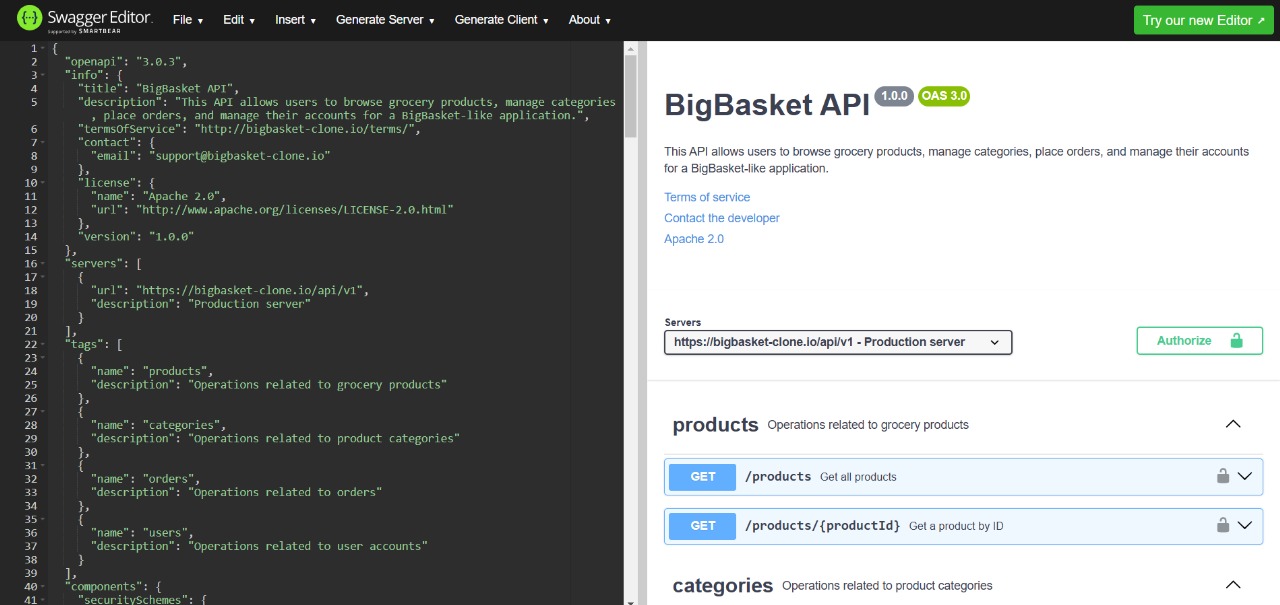 Swagger Editor.
Supported by SMARTBEAR
File Edit Insert Generate Server Generate Client About
Try our new Editor
1 {
2 "openapi": "3.0.3",
3 "info": {
4 "title": "BigBasket API",
5 "description": "This API allows users to browse grocery products, manage categories
, place orders, and manage their accounts for a BigBasket-like application.",
6 "termsOfService": "http://bigbasket-clone.io/terms/",
7 "contact": {
8 "email": "support@bigbasket-clone.io"
9 },
10 "license": {
11 "name": "Apache 2.0",
12 "url": "http://www.apache.org/licenses/LICENSE-2.0.html"
13 },
14 "version": "1.0.0"
15 },
16 "servers": [
17 {
18 "url": "https://bigbasket-clone.io/api/v1",
19 "description": "Production server"
20 }
21 ],
22 "tags": [
23 {
24 "name": "products",
25 "description": "Operations related to grocery products"
26 },
27 {
28 "name": "categories",
29 "description": "Operations related to product categories"
30 },
31 {
32 "name": "orders",
33 "description": "Operations related to orders"
34 },
35 {
36 "name": "users",
37 "description": "Operations related to user accounts"
38 }
39 ],
40 "components": {
41 "securitySchemes": {
BigBasket API 1.0.0 OAS 3.0
This API allows users to browse grocery products, manage categories, place orders, and manage their accounts
for a BigBasket-like application.
Terms of service
Contact the developer
Apache 2.0
Servers
https://bigbasket-clone.io/api/v1 - Production server
Authorize
products Operations related to grocery products
GET /products Get all products
GET /products/{productId} Get a product by ID
categories Operations related to product categories